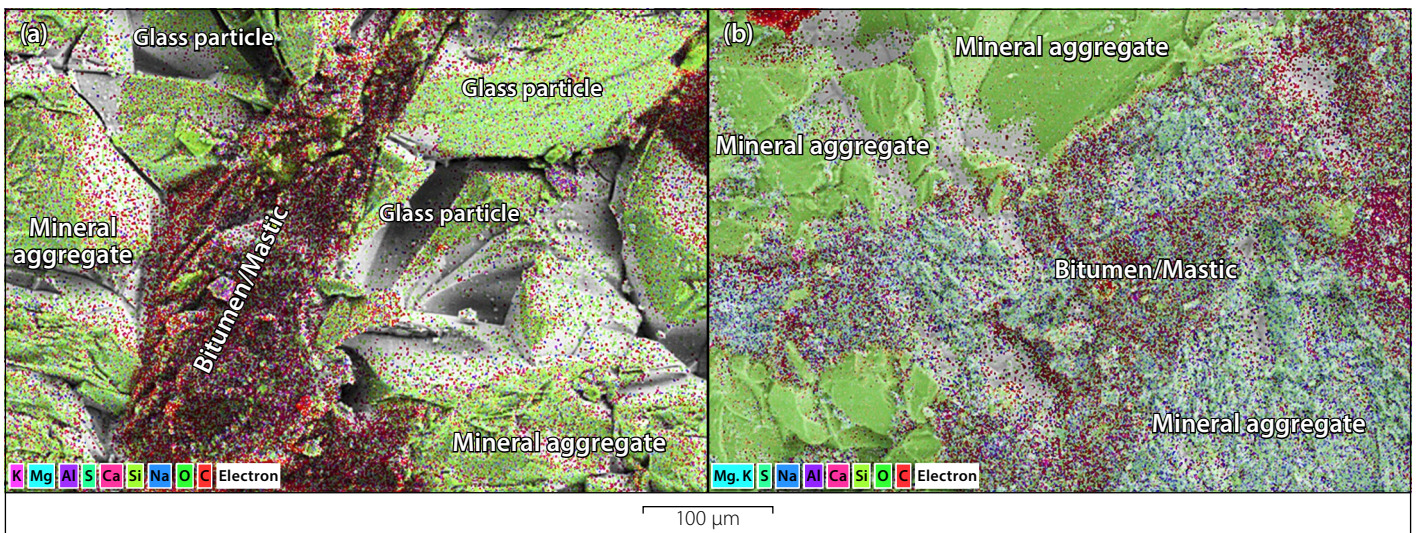 (a)
Glass particle
Glass particle
Glass particle
Mineral
aggregate
Bitumen/Mastic
Mineral aggregate
K Mg Al S Ca Si Na O C Electron
(b)
Mineral aggregate
Mineral aggregate
Bitumen/Mastic
Mineral aggregate
Mg. K S Na Al Ca Si O C Electron
100 μm